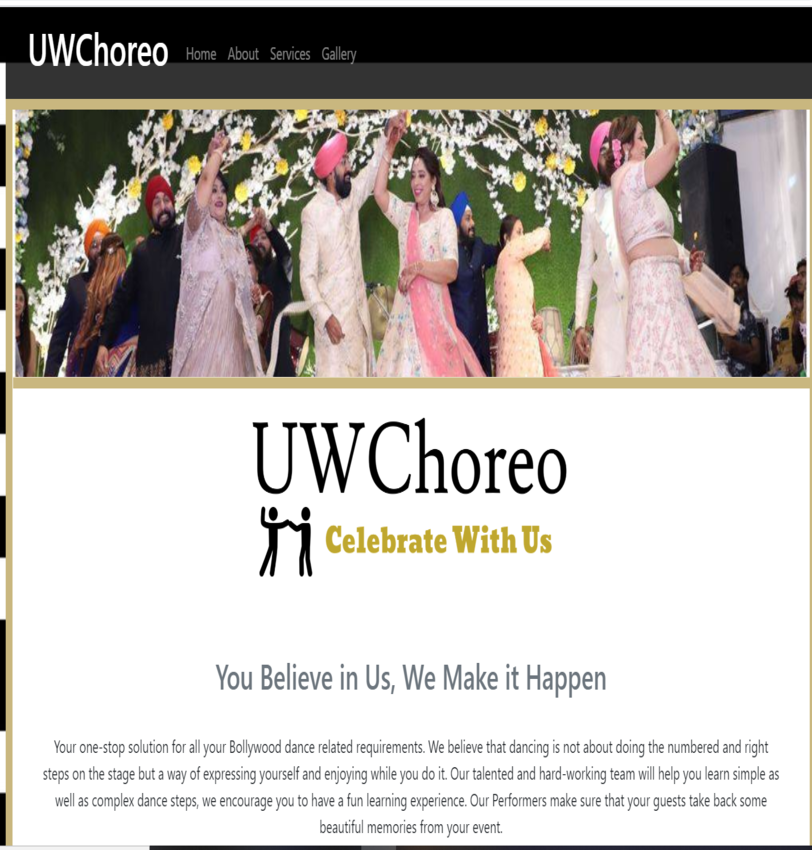 UWChoreo Home About Services Gallery
UWChoreo
Celebrate With Us
You Believe in Us, We Make it Happen
Your one-stop solution for all your Bollywood dance related requirements. We believe that dancing is not about doing the numbered and right
steps on the stage but a way of expressing yourself and enjoying while you do it. Our talented and hard-working team will help you learn simple as
well as complex dance steps, we encourage you to have a fun learning experience. Our Performers make sure that your guests take back some
beautiful memories from your event.